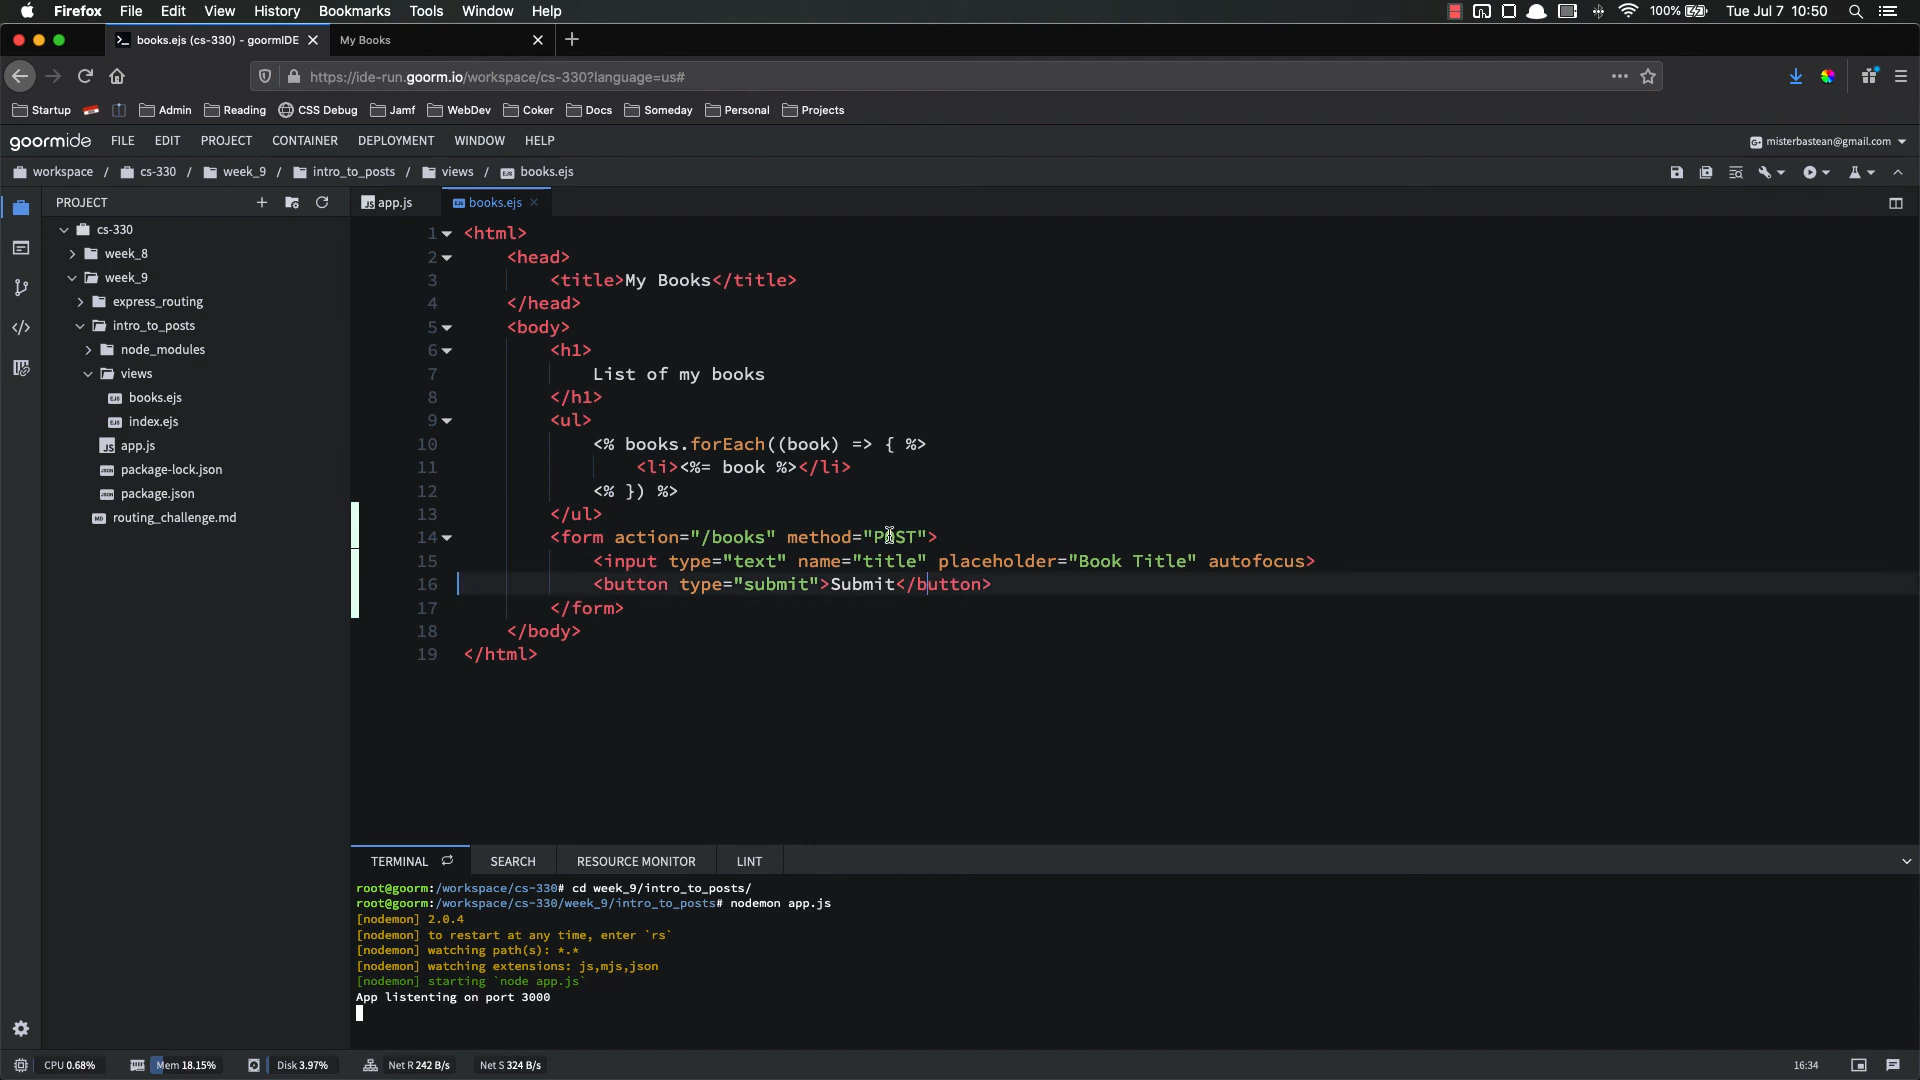 Firefox File Edit View History Bookmarks Tools Window Help 100% Tue Jul 7 10:50
books.ejs (cs-330) - goormIDE My Books
https://ide-run.goorm.io/workspace/cs-330?language=us#
Startup Admin Reading CSS Debug Jamf WebDev Coker Docs Someday Personal Projects
goormide FILE EDIT PROJECT CONTAINER DEPLOYMENT WINDOW HELP misterbastean@gmail.com
workspace / cs-330 / week_9 / intro_to_posts / views / books.ejs
PROJECT
cs-330
week_8
week_9
express_routing
intro_to_posts
node_modules
views
books.ejs
index.ejs
app.js
package-lock.json
package.json
routing_challenge.md
app.js books.ejs
1 <html>
2 <head>
3 <title>My Books</title>
4 </head>
5 <body>
6 <h1>
7 List of my books
8 </h1>
9 <ul>
10 <% books.forEach((book) => { %>
11 <li><%= book %></li>
12 <% }) %>
13 </ul>
14 <form action="/books" method="POST">
15 <input type="text" name="title" placeholder="Book Title" autofocus>
16 <button type="submit">Submit</button>
17 </form>
18 </body>
19 </html>
TERMINAL SEARCH RESOURCE MONITOR LINT
root@goorm:/workspace/cs-330# cd week_9/intro_to_posts/
root@goorm:/workspace/cs-330/week_9/intro_to_posts# nodemon app.js
[nodemon] 2.0.4
[nodemon] to restart at any time, enter `rs`
[nodemon] watching path(s): *.*
[nodemon] watching extensions: js,mjs,json
[nodemon] starting `node app.js`
App listenting on port 3000
CPU 0.68% Mem 18.15% Disk 3.97% Net R 242 B/s Net S 324 B/s 16:34